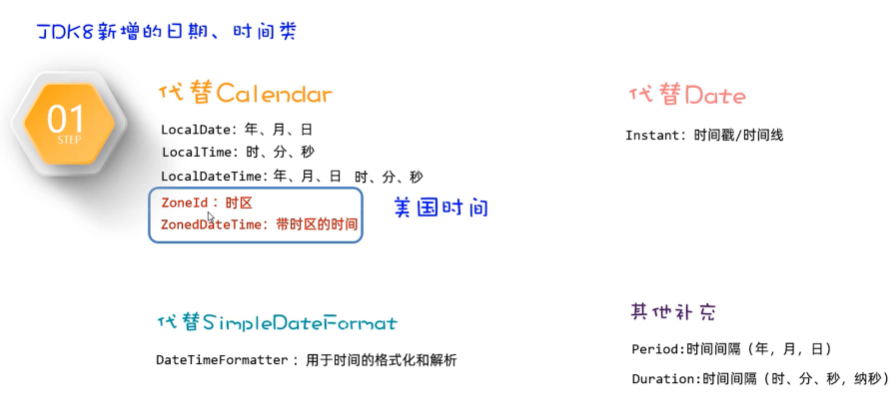 JDK8新增的日期、时间类
01
STEP
代替Calendar
LocalDate：年、月、日
LocalTime：时、分、秒
LocalDateTime：年、月、日 时、分、秒
ZoneId：时区
ZonedDateTime：带时区的时间
美国时间
代替Date
Instant：时间戳/时间线
代替SimpleDateFormat
DateTimeFormatter：用于时间的格式化和解析
其他补充
Period:时间间隔（年，月，日）
Duration:时间间隔（时、分、秒，纳秒）